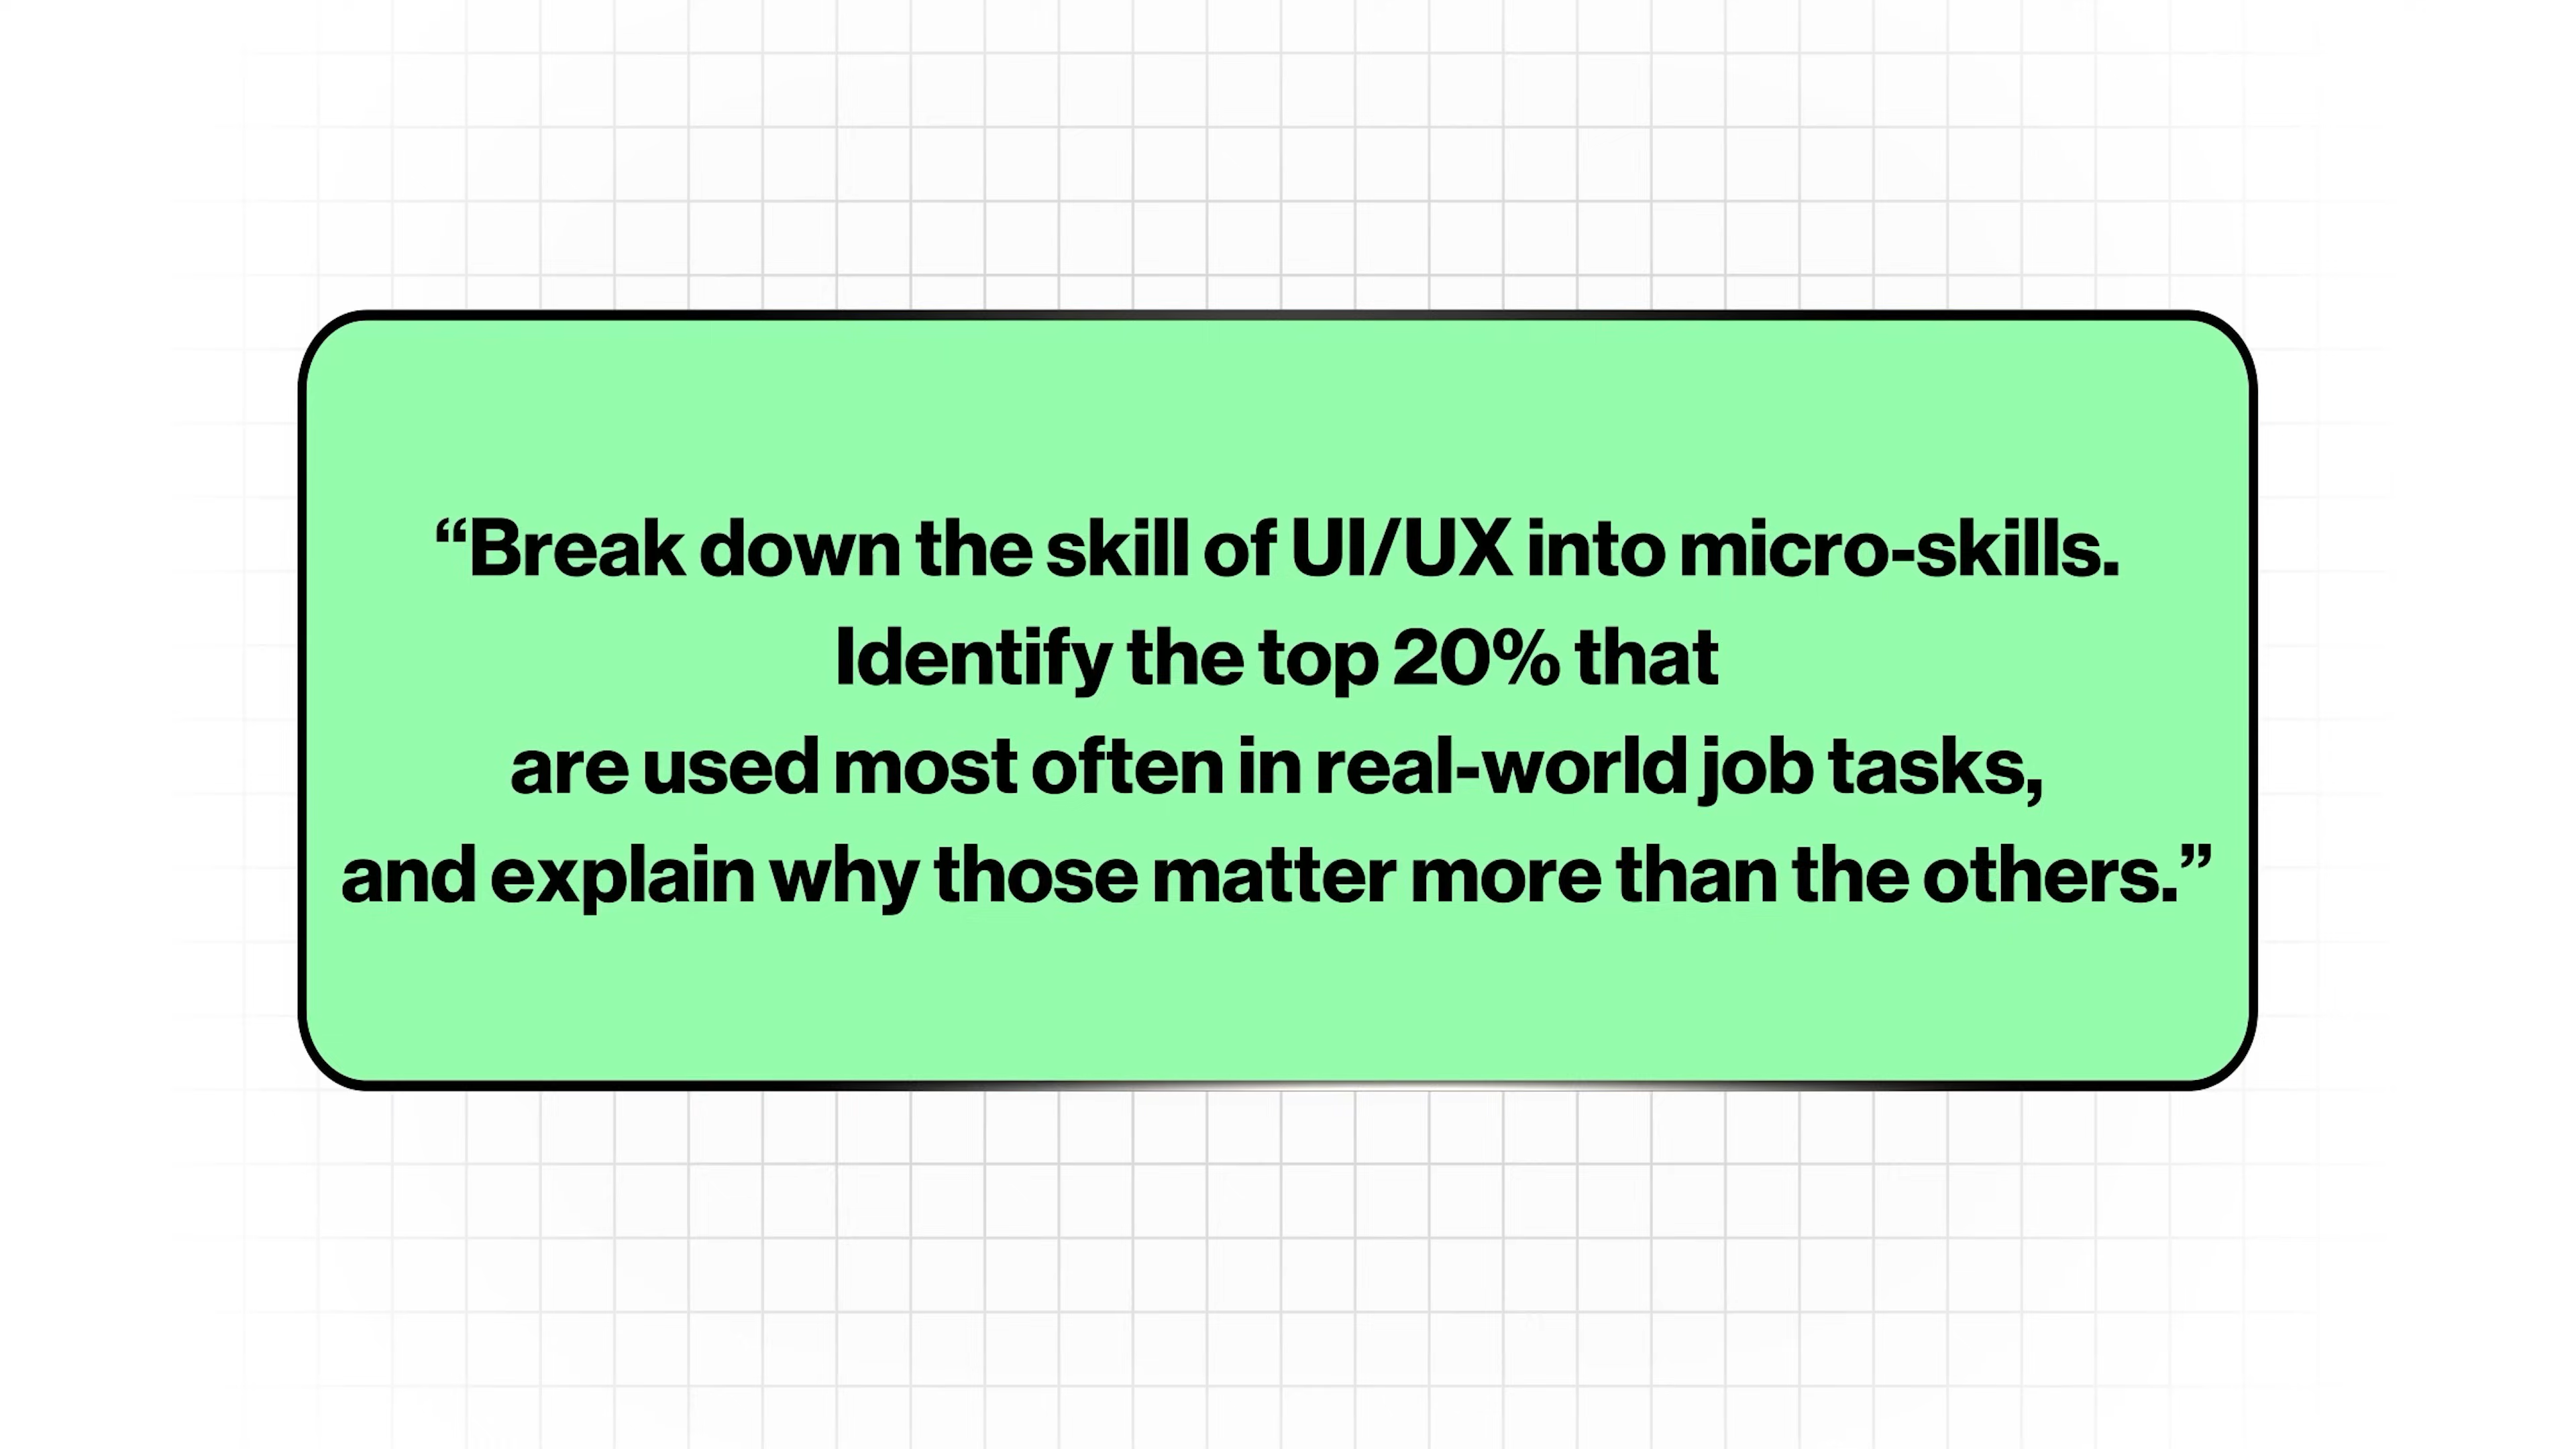 “Break down the skill of UI/UX into micro-skills.
Identify the top 20% that
are used most often in real-world job tasks,
and explain why those matter more than the others.”